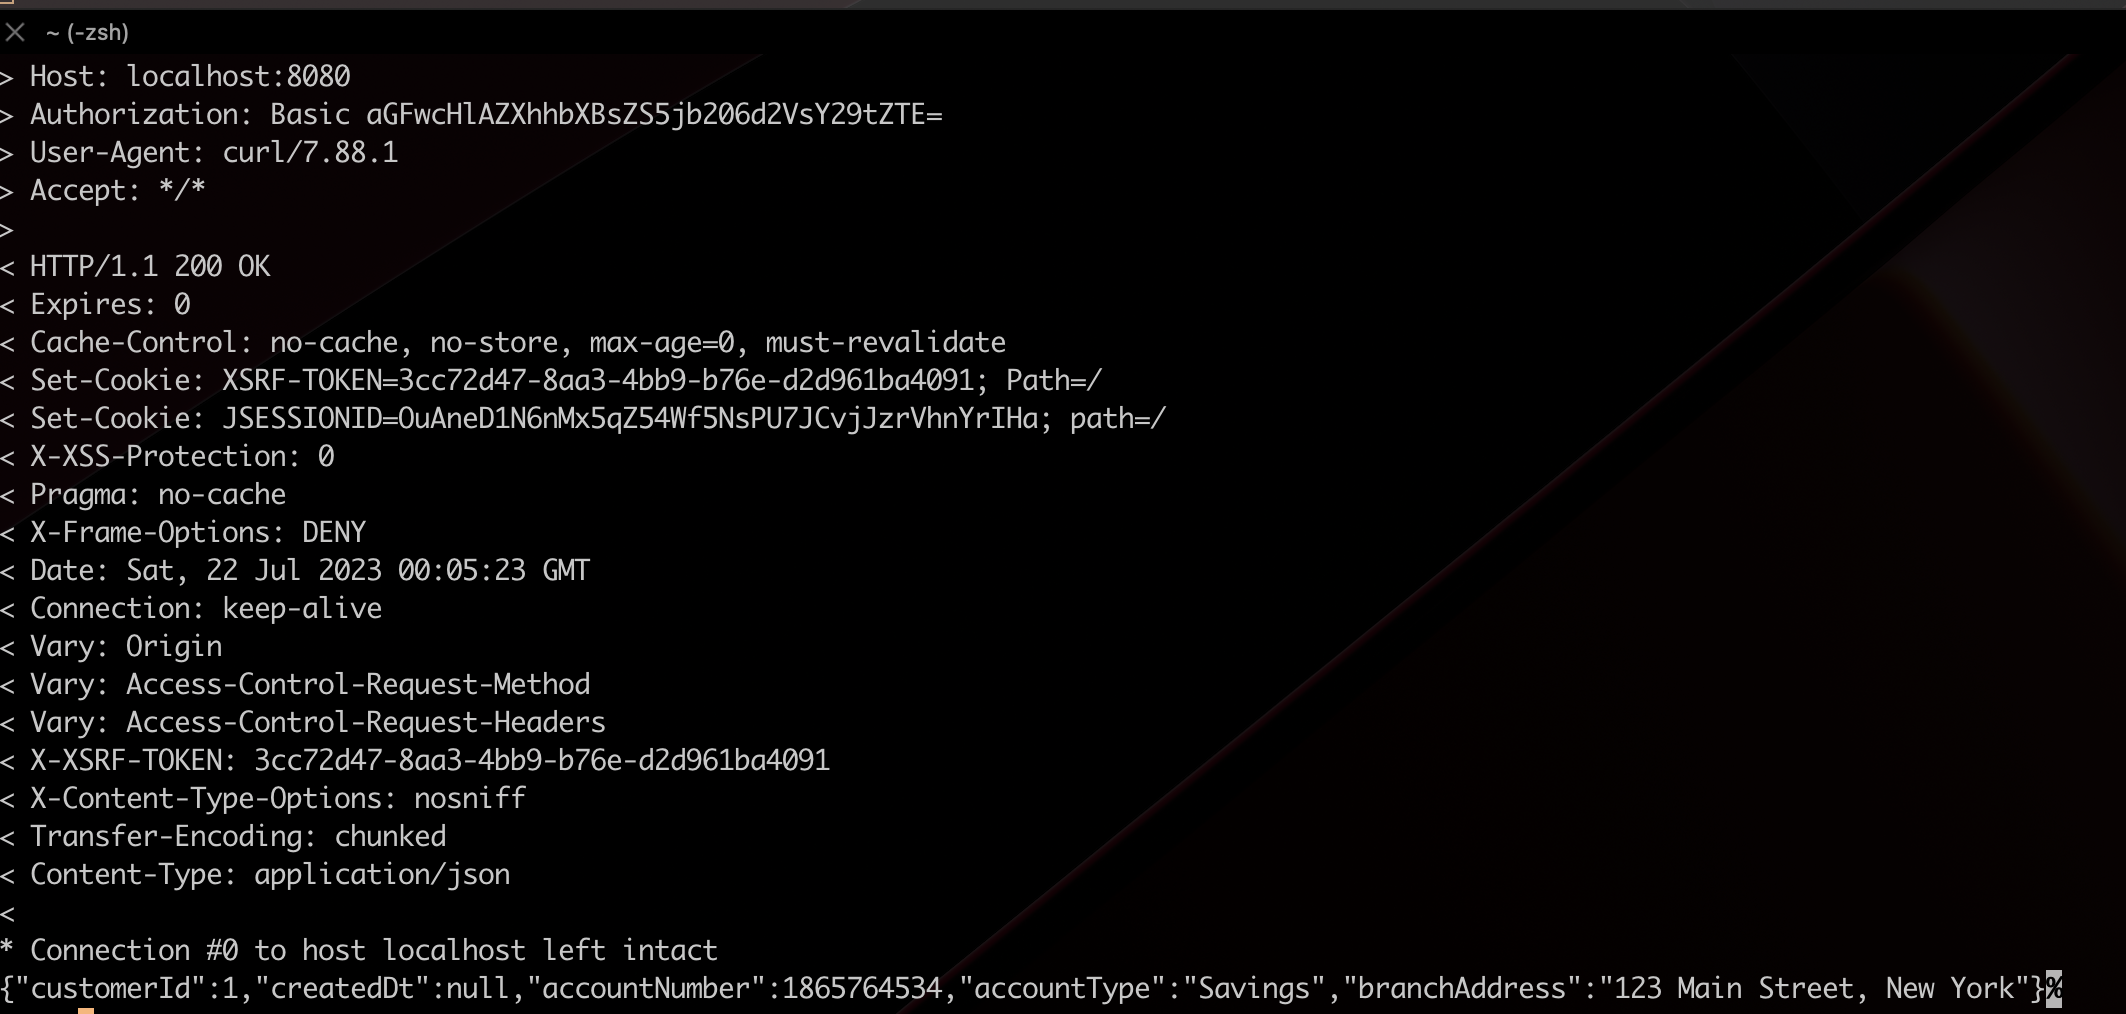 ~ (-zsh)
> Host: localhost:8080
> Authorization: Basic aGFwcHlAZXhhbXBsZS5jb206d2VsY29tZTE=
> User-Agent: curl/7.88.1
> Accept: */*
>
< HTTP/1.1 200 OK
< Expires: 0
< Cache-Control: no-cache, no-store, max-age=0, must-revalidate
< Set-Cookie: XSRF-TOKEN=3cc72d47-8aa3-4bb9-b76e-d2d961ba4091; Path=/
< Set-Cookie: JSESSIONID=OuAneD1N6nMx5qZ54Wf5NsPU7JCvjJzrVhnYrIHa; path=/
< X-XSS-Protection: 0
< Pragma: no-cache
< X-Frame-Options: DENY
< Date: Sat, 22 Jul 2023 00:05:23 GMT
< Connection: keep-alive
< Vary: Origin
< Vary: Access-Control-Request-Method
< Vary: Access-Control-Request-Headers
< X-XSRF-TOKEN: 3cc72d47-8aa3-4bb9-b76e-d2d961ba4091
< X-Content-Type-Options: nosniff
< Transfer-Encoding: chunked
< Content-Type: application/json
<
* Connection #0 to host localhost left intact
{"customerId":1,"createdDt":null,"accountNumber":1865764534,"accountType":"Savings","branchAddress":"123 Main Street, New York"}%